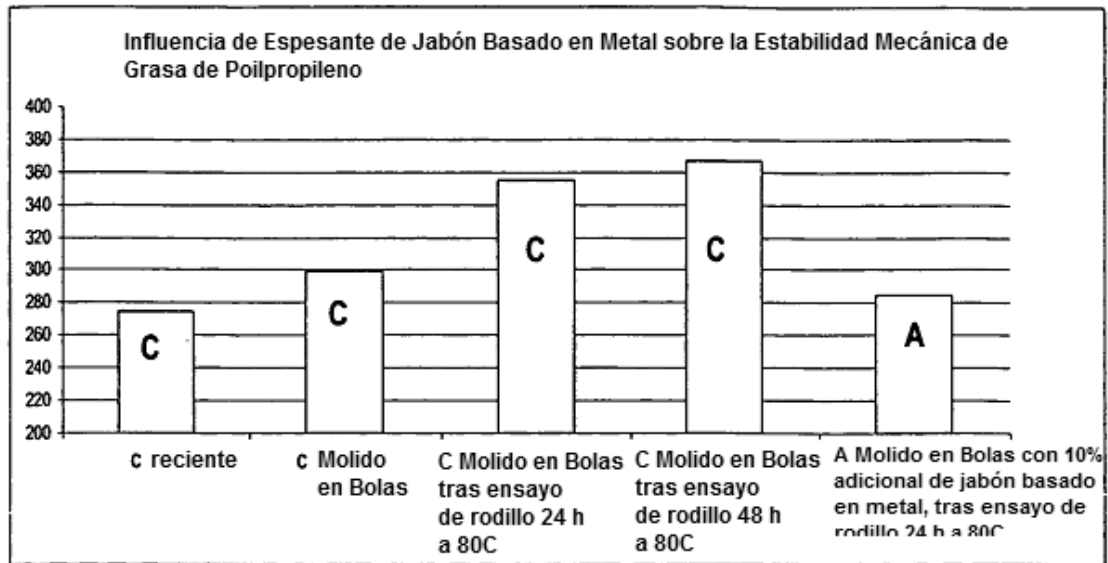 Influencia de Espesante de Jabón Basado en Metal sobre la Estabilidad Mecánica de
Grasa de Poilpropileno
400
380
360
340
320
300
280
260
240
220
200
C
C
C
C
A
c reciente
c Molido
en Bolas
C Molido en Bolas
tras ensayo
de rodillo 24 h
a 80C
C Molido en Bolas
tras ensayo
de rodillo 48 h
a 80C
A Molido en Bolas con 10%
adicional de jabón basado
en metal, tras ensayo de
rodillo 24 h a 80C